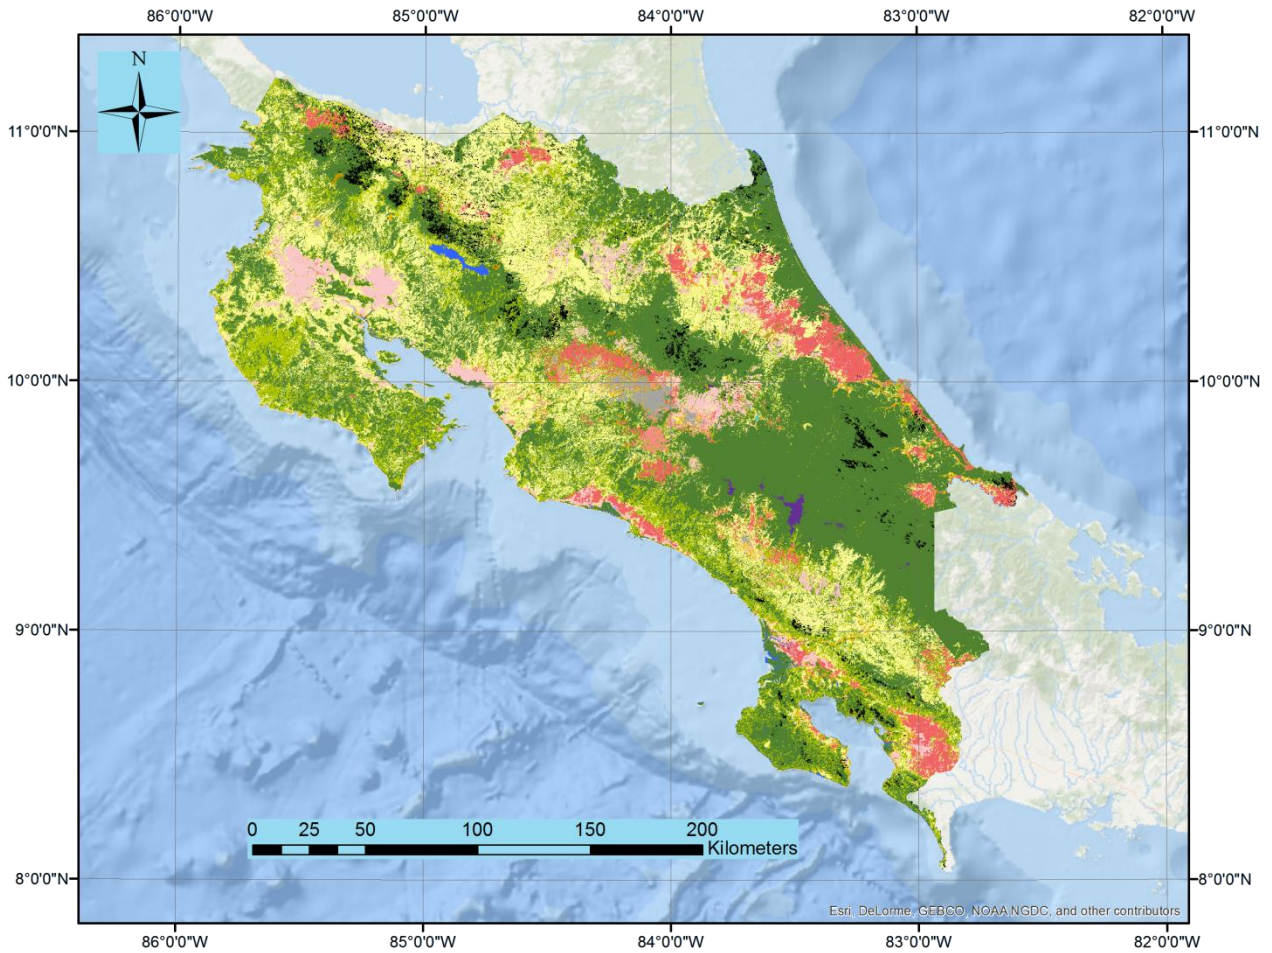 86°0'0"W 85°0'0"W 84°0'0"W 83°0'0"W 82°0'0"W
N
11°0'0"N 11°0'0"N
10°0'0"N 10°0'0"N
9°0'0"N 9°0'0"N
0 25 50 100 150 200
Kilometers
8°0'0"N 8°0'0"N
Esri, DeLorme, GEBCO, NOAA NGDC, and other contributors
86°0'0"W 85°0'0"W 84°0'0"W 83°0'0"W 82°0'0"W